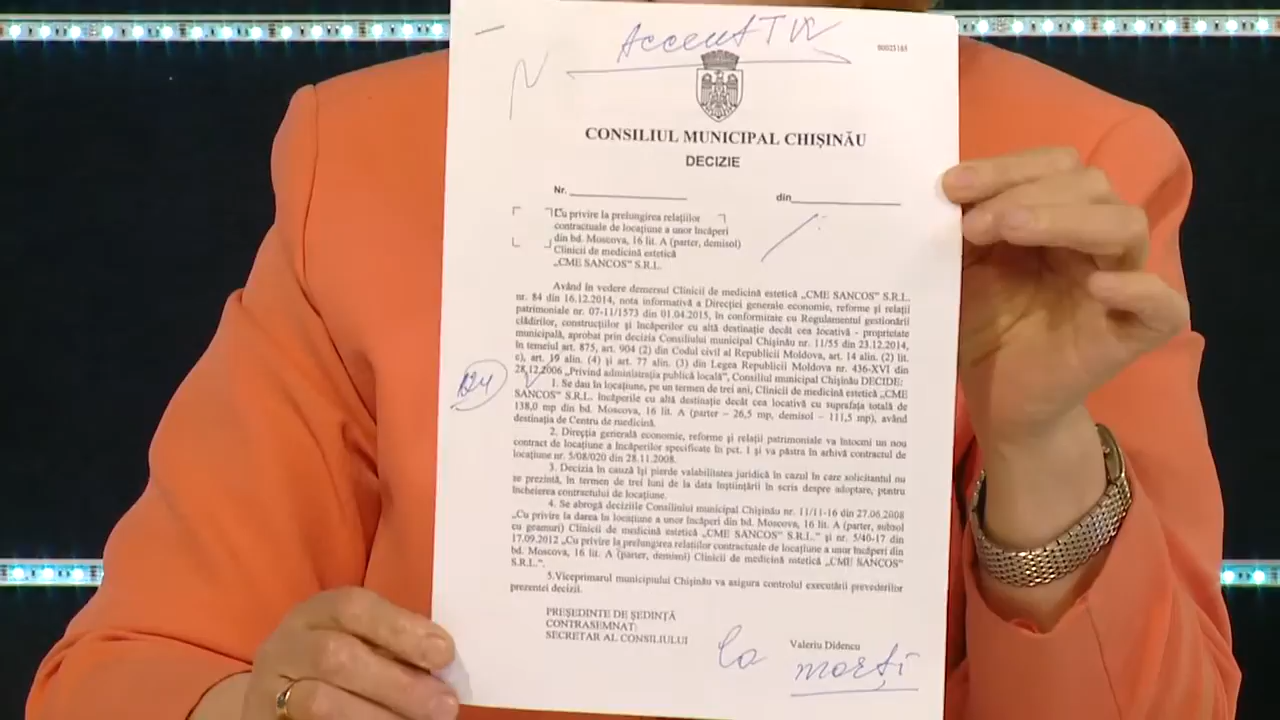 Accent TV
00023185
CONSILIUL MUNICIPAL CHIȘINĂU
DECIZIE
Nr. ____________ din____________
Cu privire la prelungirea relațiilor
contractuale de locațiune a unor încăperi
din bd. Moscova, 16 lit. A (parter, demisol)
Clinicii de medicină estetică
„CME SANCOS” S.R.L.
Având în vedere demersul Clinicii de medicină estetică „CME SANCOS” S.R.L.
nr. 84 din 16.12.2014, nota informativă a Direcției generale economie, reforme și relații
patrimoniale nr. 07-11/1573 din 01.04.2015, în conformitate cu Regulamentul gestionării
clădirilor, construcțiilor și încăperilor cu altă destinație decât cea locativă - proprietate
municipală, aprobat prin decizia Consiliului municipal Chișinău nr. 11/55 din 23.12.2014,
în temeiul art. 875, art. 904 (2) din Codul civil al Republicii Moldova, art. 14 alin. (2) lit.
c), art. 19 alin. (4) și art. 77 alin. (3) din Legea Republicii Moldova nr. 436-XVI din
28.12.2006 „Privind administrația publică locală”, Consiliul municipal Chișinău DECIDE:
1. Se dau în locațiune, pe un termen de trei ani, Clinicii de medicină estetică „CME
SANCOS” S.R.L. încăperile cu altă destinație decât cea locativă cu suprafața totală de
138,0 mp din bd. Moscova, 16 lit. A (parter – 26,5 mp, demisol – 111,5 mp), având
destinația de Centru de medicină.
2. Direcția generală economie, reforme și relații patrimoniale va întocmi un nou
contract de locațiune a încăperilor specificate în pct. 1 și va păstra în arhivă contractul de
locațiune nr. 5/08/020 din 28.11.2008.
3. Decizia în cauză își pierde valabilitatea juridică în cazul în care solicitantul nu
se prezintă, în termen de trei luni de la data înștiințării în scris despre adoptare, pentru
încheierea contractului de locațiune.
4. Se abrogă deciziile Consiliului municipal Chișinău nr. 11/11-16 din 27.06.2008
„Cu privire la darea în locațiune a unor încăperi din bd. Moscova, 16 lit. A (parter, subsol
cu geamuri) Clinicii de medicină estetică „CME SANCOS” S.R.L.” și nr. 5/40-17 din
17.09.2012 „Cu privire la prelungirea relațiilor contractuale de locațiune a unor încăperi din
bd. Moscova, 16 lit. A (parter, demisol) Clinicii de medicină estetică „CME SANCOS”
S.R.L.”.
5.Viceprimarul municipiului Chișinău va asigura controlul executării prevederilor
prezentei decizii.
PREȘEDINTE DE ȘEDINȚĂ
CONTRASEMNAT:
SECRETAR AL CONSILIULUI
Valeriu Didencu
la morți